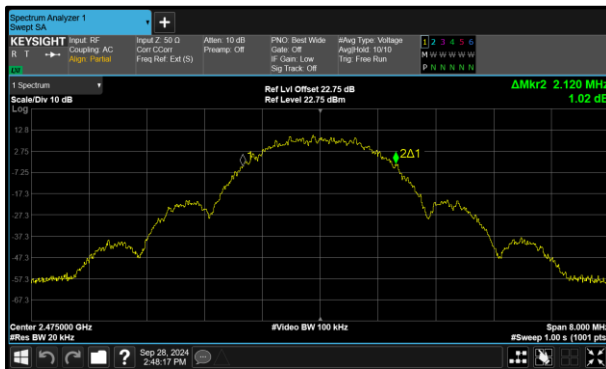 Spectrum Analyzer 1
Swept SA
+
KEYSIGHT
R T
Input: RF
Coupling: AC
Align: Partial
Input Z: 50 Ω
Corr CCorr
Freq Ref: Ext (S)
Atten: 10 dB
Preamp: Off
PNO: Best Wide
Gate: Off
IF Gain: Low
Sig Track: Off
#Avg Type: Voltage
Avg|Hold: 10/10
Trig: Free Run
1 2 3 4 5 6
M W W W W W
P N N N N N
1 Spectrum
Scale/Div 10 dB
Log
Ref Lvl Offset 22.75 dB
Ref Level 22.75 dBm
ΔMkr2 2.120 MHz
1.02 dB
12.8
2.75
-7.25
-17.3
-27.3
-37.3
-47.3
-57.3
-67.3
2Δ1
Center 2.475000 GHz
#Res BW 20 kHz
#Video BW 100 kHz
Span 8.000 MHz
#Sweep 1.00 s (1001 pts)
?
Sep 28, 2024
2:48:17 PM